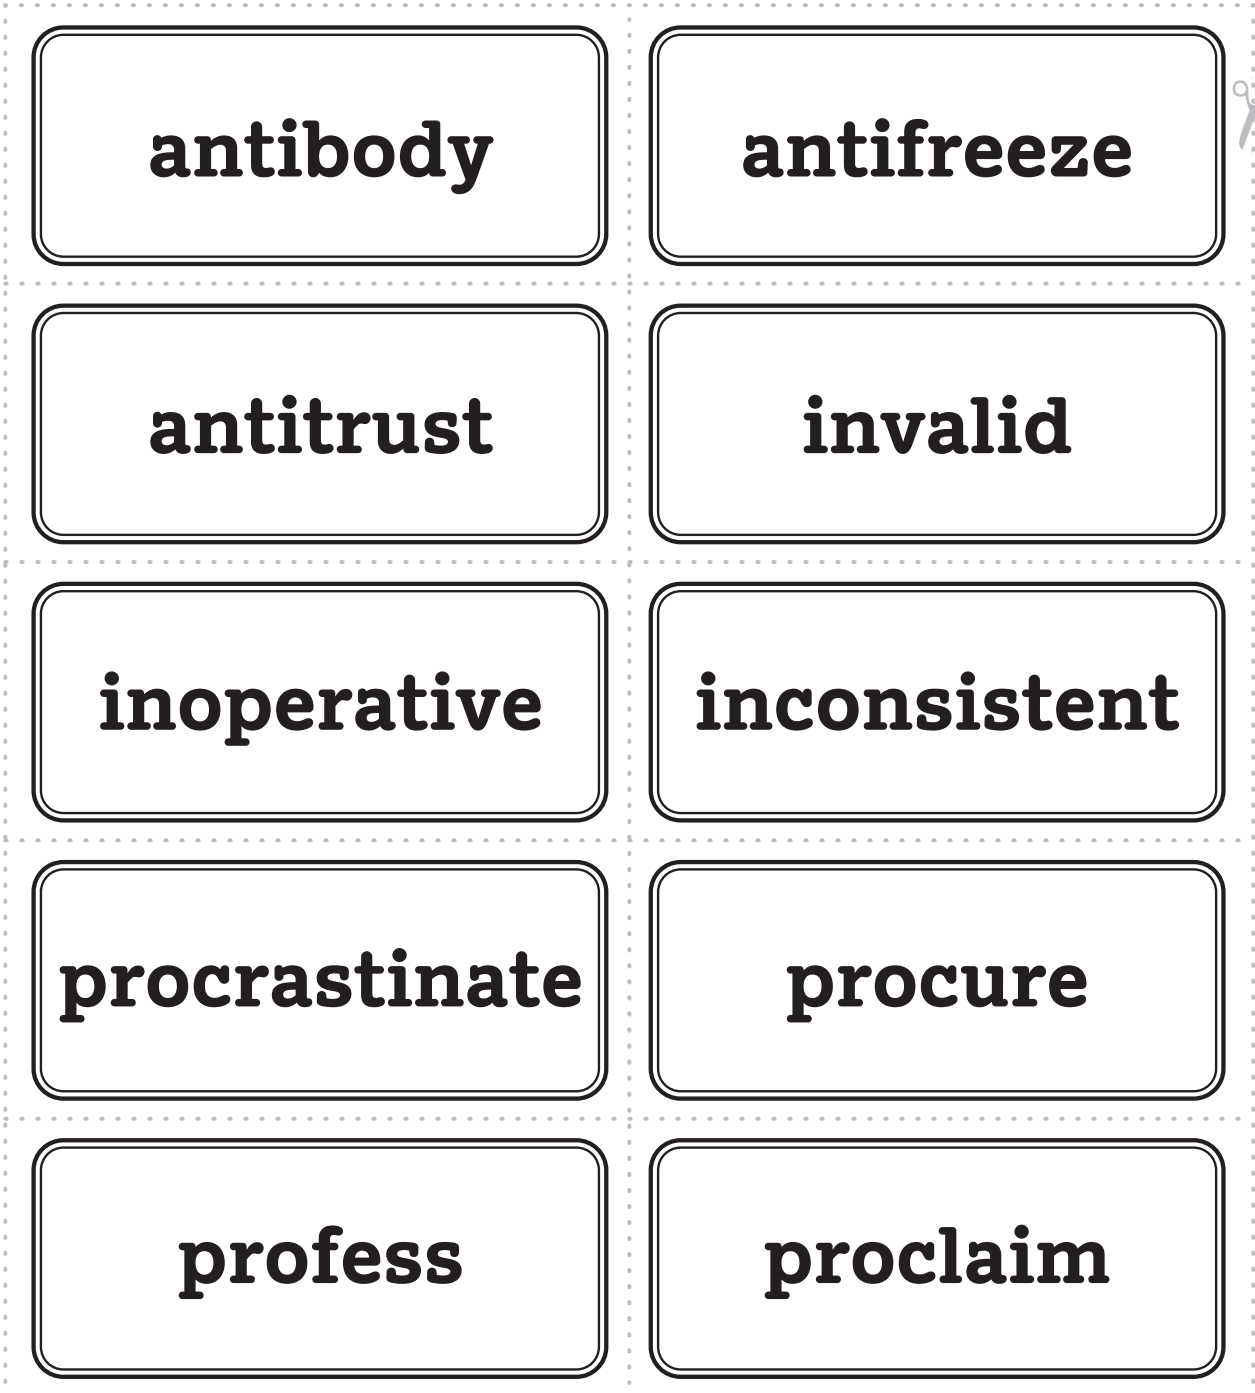 antibody
antifreeze
antitrust
invalid
inoperative
inconsistent
procrastinate
procure
profess
proclaim